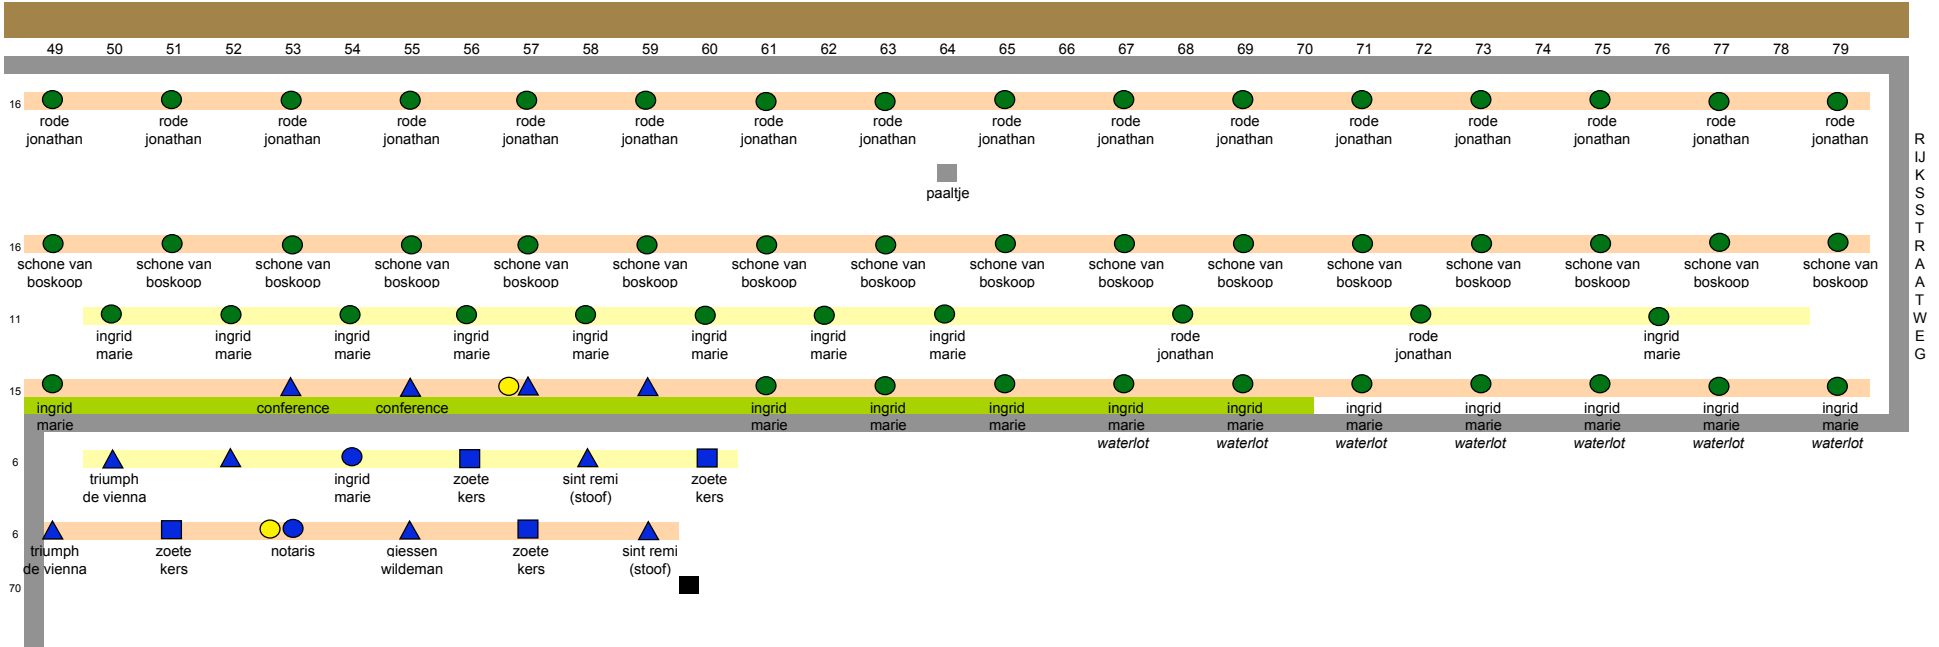 49 50 51 52 53 54 55 56 57 58 59 60 61 62 63 64 65 66 67 68 69 70 71 72 73 74 75 76 77 78 79
16
rode rode rode rode rode rode rode rode rode rode rode rode rode rode rode rode
jonathan jonathan jonathan jonathan jonathan jonathan jonathan jonathan jonathan jonathan jonathan jonathan jonathan jonathan jonathan jonathan
paaltje
16
schone van schone van schone van schone van schone van schone van schone van schone van schone van schone van schone van schone van schone van schone van schone van schone van
boskoop boskoop boskoop boskoop boskoop boskoop boskoop boskoop boskoop boskoop boskoop boskoop boskoop boskoop boskoop boskoop
11
ingrid ingrid ingrid ingrid ingrid ingrid ingrid ingrid rode rode ingrid
marie marie marie marie marie marie marie marie jonathan jonathan marie
15
ingrid conference conference ingrid ingrid ingrid ingrid ingrid ingrid ingrid ingrid ingrid ingrid
marie marie marie marie marie marie marie marie marie marie marie
waterlot waterlot waterlot waterlot waterlot waterlot waterlot
6
triumph ingrid zoete sint remi zoete
de vienna marie kers (stoof) kers
6
triumph zoete notaris giessen zoete sint remi
de vienna kers wildeman kers (stoof)
70
R
IJ
K
S
S
T
R
A
A
T
W
E
G